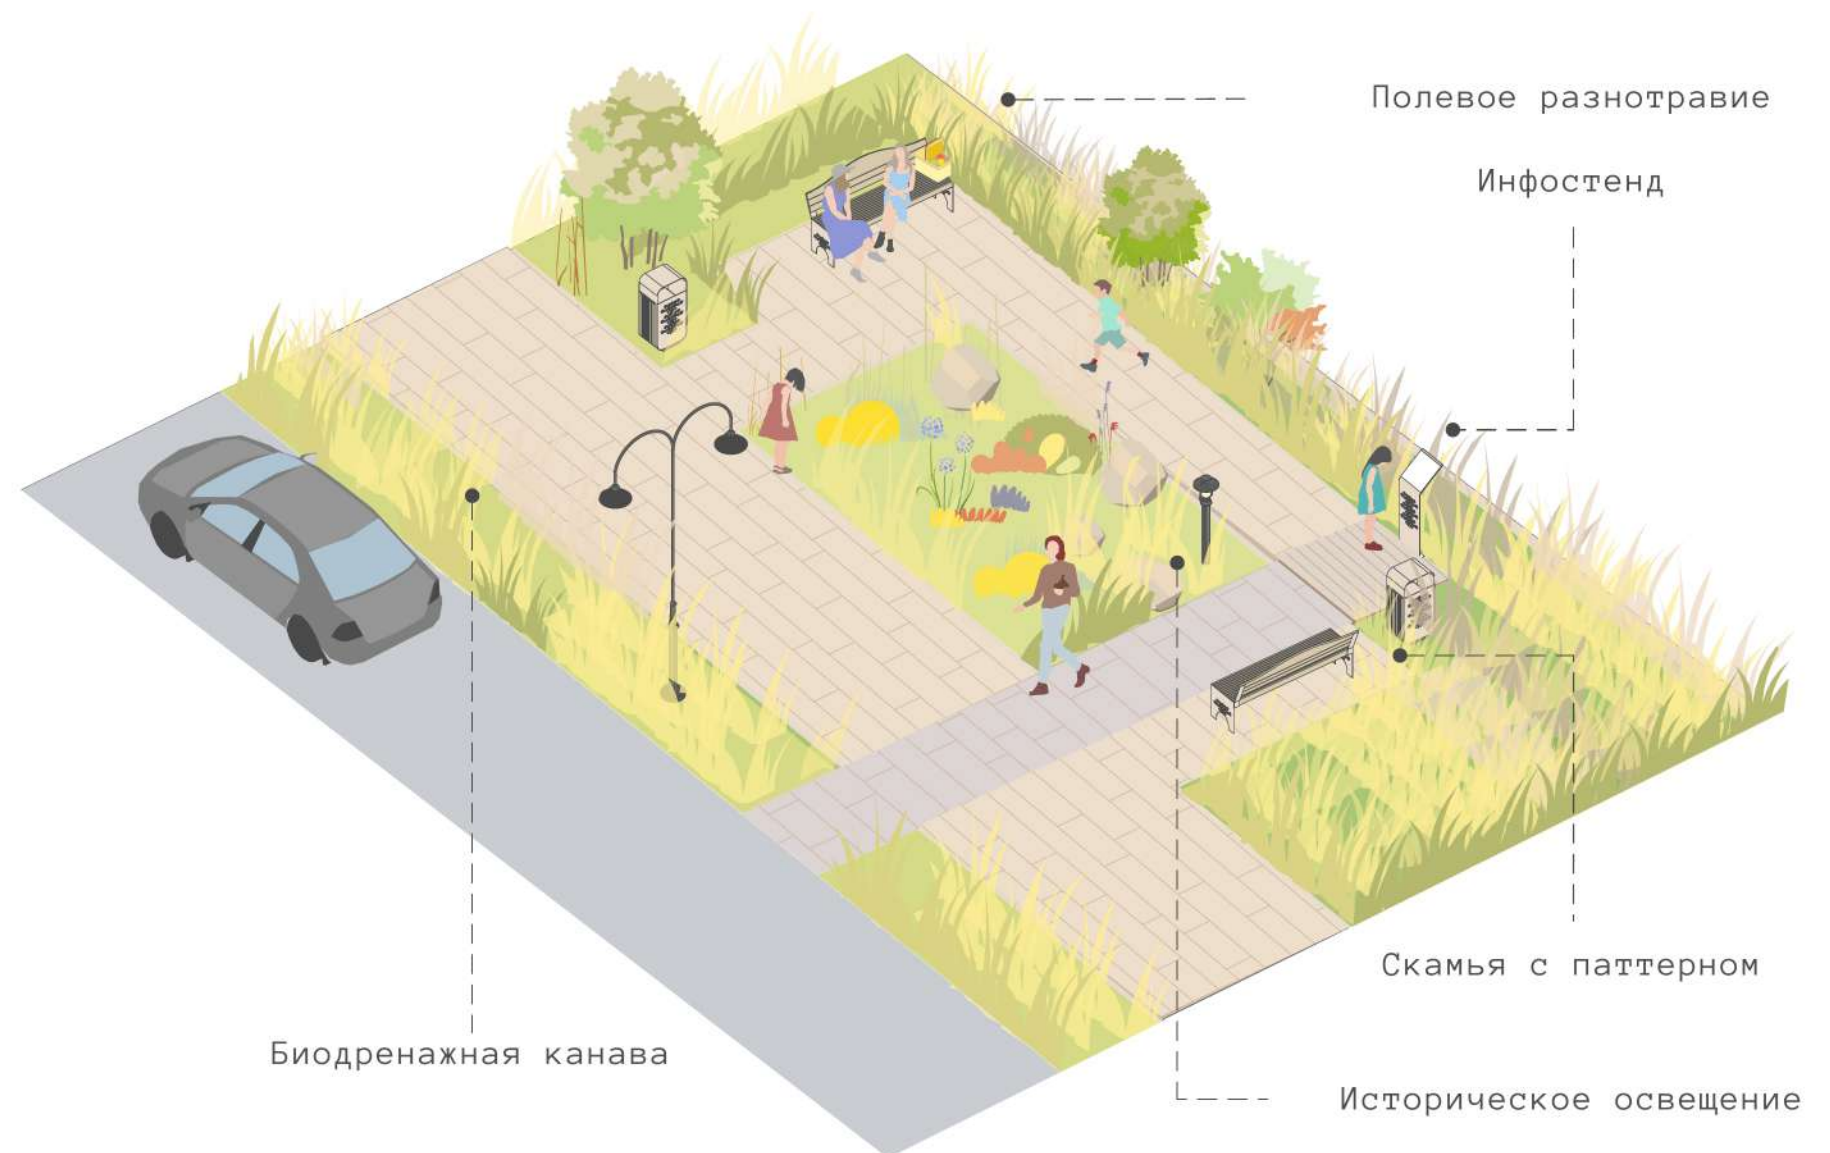 Полевое разнотравие
Инфостенд
Скамья с паттерном
Биодренажная канава
Историческое освещение